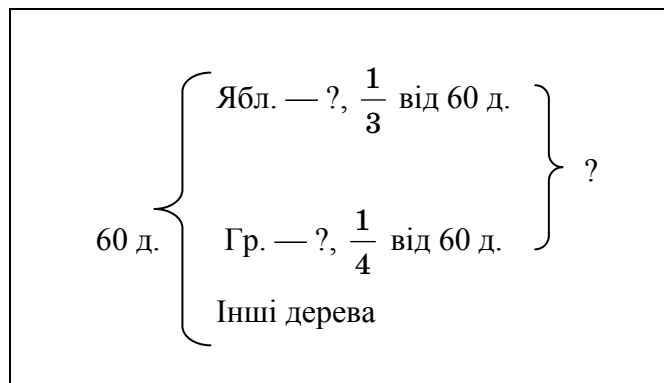 Ябл. — ?, 1/3 від 60 д.
?
60 д.
Гр. — ?, 1/4 від 60 д.
Інші дерева